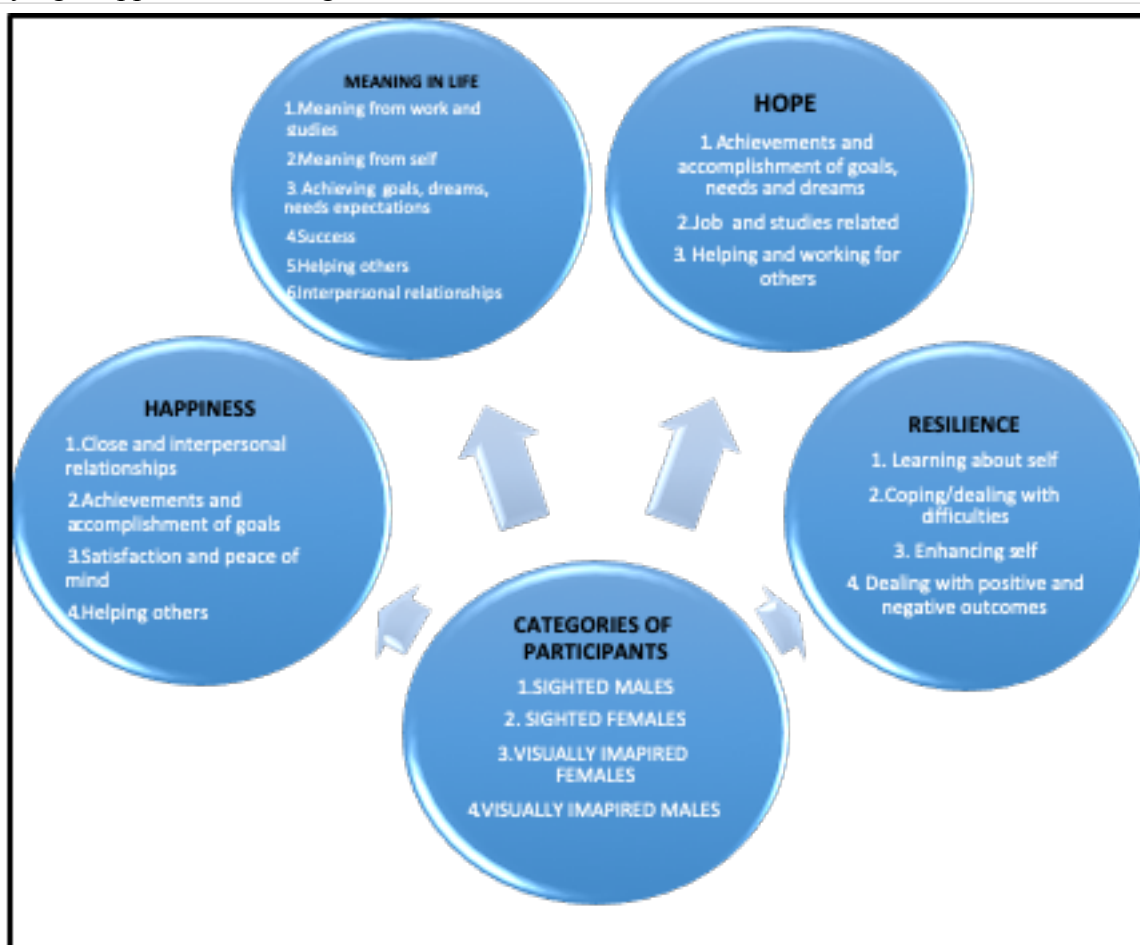 MEANING IN LIFE
1.Meaning from work and
studies
2.Meaning from self
3. Achieving goals, dreams,
needs expectations
4.Success
5.Helping others
6.Interpersonal relationships
HOPE
1. Achievements and
accomplishment of goals,
needs and dreams
2.Job and studies related
3. Helping and working for
others
HAPPINESS
1.Close and interpersonal
relationships
2.Achievements and
accomplishment of goals
3.Satisfaction and peace of
mind
4.Helping others
RESILIENCE
1. Learning about self
2.Coping/dealing with
difficulties
3. Enhancing self
4. Dealing with positive and
negative outcomes
CATEGORIES OF
PARTICIPANTS
1.SIGHTED MALES
2. SIGHTED FEMALES
3.VISUALLY IMAPIRED
FEMALES
4.VISUALLY IMAPIRED MALES